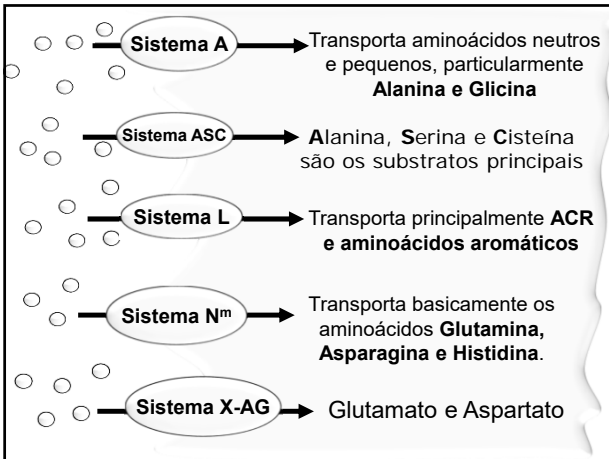 Sistema A
Transporta aminoácidos neutros
e pequenos, particularmente
Alanina e Glicina
Sistema ASC
Alanina, Serina e Cisteína
são os substratos principais
Sistema L
Transporta principalmente ACR
e aminoácidos aromáticos
Sistema Nᵐ
Transporta basicamente os
aminoácidos Glutamina,
Asparagina e Histidina.
Sistema X-AG
Glutamato e Aspartato